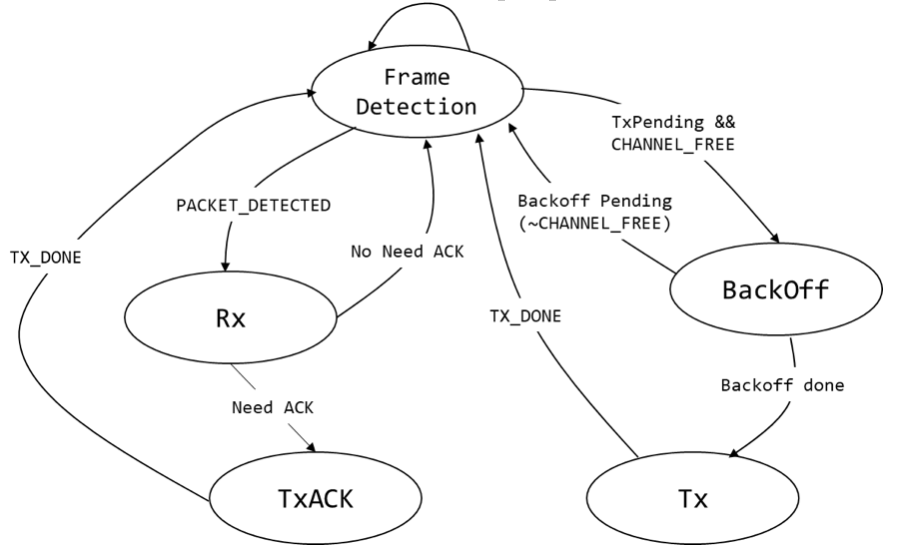 Frame
Detection
TxPending &&
CHANNEL_FREE
PACKET_DETECTED
Backoff Pending
(~CHANNEL_FREE)
No Need ACK
TX_DONE
BackOff
Rx
TX_DONE
Backoff done
Need ACK
TxACK
Tx